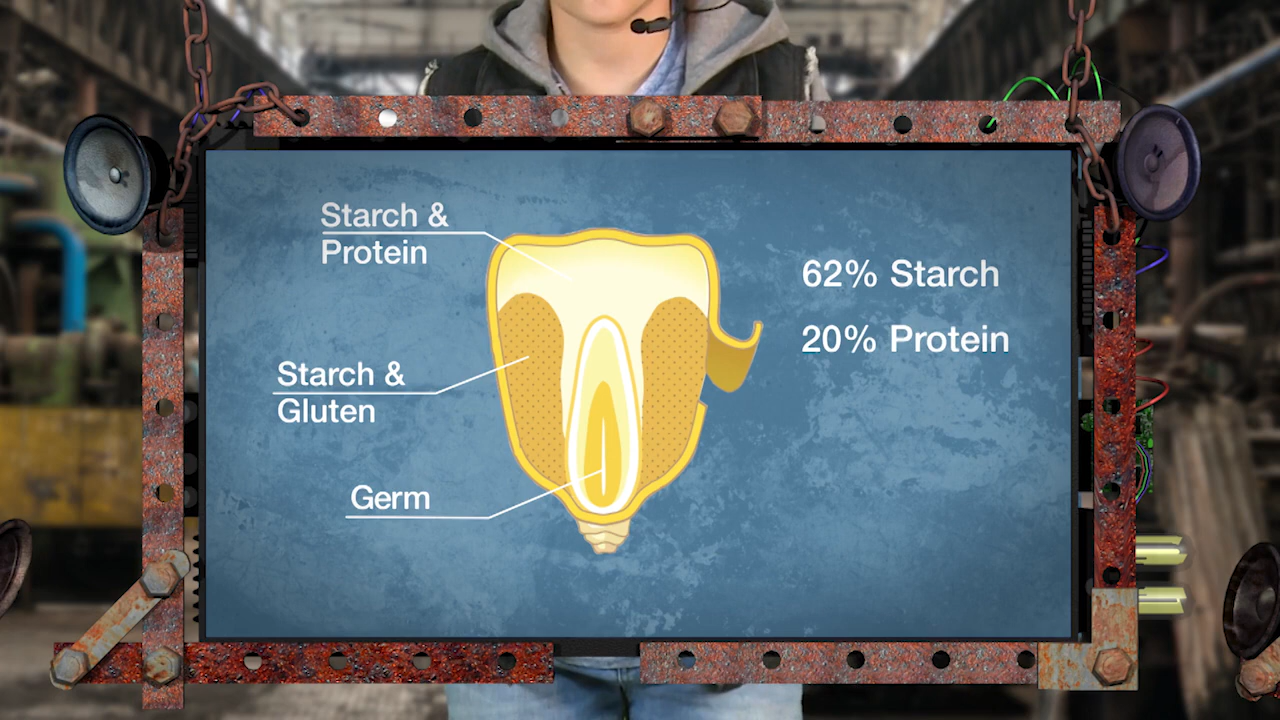 Starch &
Protein
Starch &
Gluten
Germ
62% Starch
20% Protein